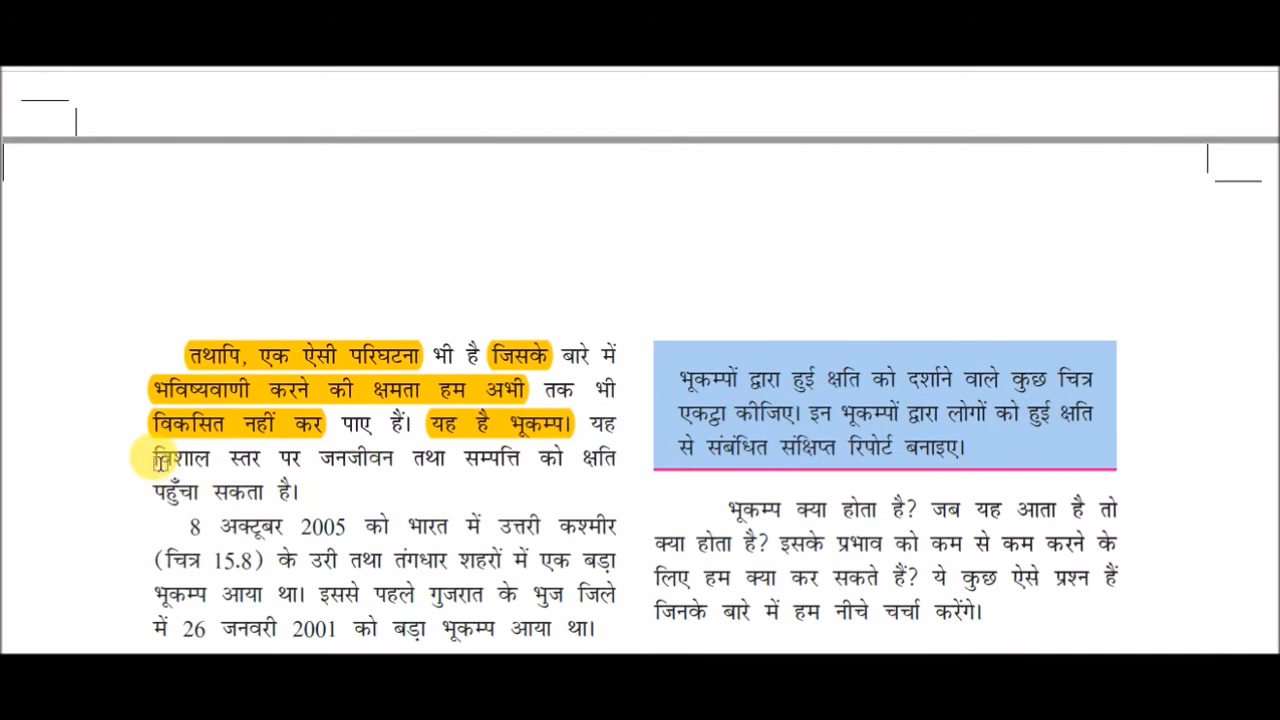 तथापि, एक ऐसी परिघटना भी है जिसके बारे में
भविष्यवाणी करने की क्षमता हम अभी तक भी
विकसित नहीं कर पाए हैं। यह है भूकम्प। यह
विशाल स्तर पर जनजीवन तथा सम्पत्ति को क्षति
पहुँचा सकता है।
8 अक्टूबर 2005 को भारत में उत्तरी कश्मीर
(चित्र 15.8) के उरी तथा तंगधार शहरों में एक बड़ा
भूकम्प आया था। इससे पहले गुजरात के भुज जिले
में 26 जनवरी 2001 को बड़ा भूकम्प आया था।
भूकम्पों द्वारा हुई क्षति को दर्शाने वाले कुछ चित्र
एकट्ठा कीजिए। इन भूकम्पों द्वारा लोगों को हुई क्षति
से संबंधित संक्षिप्त रिपोर्ट बनाइए।
भूकम्प क्या होता है? जब यह आता है तो
क्या होता है? इसके प्रभाव को कम से कम करने के
लिए हम क्या कर सकते हैं? ये कुछ ऐसे प्रश्न हैं
जिनके बारे में हम नीचे चर्चा करेंगे।